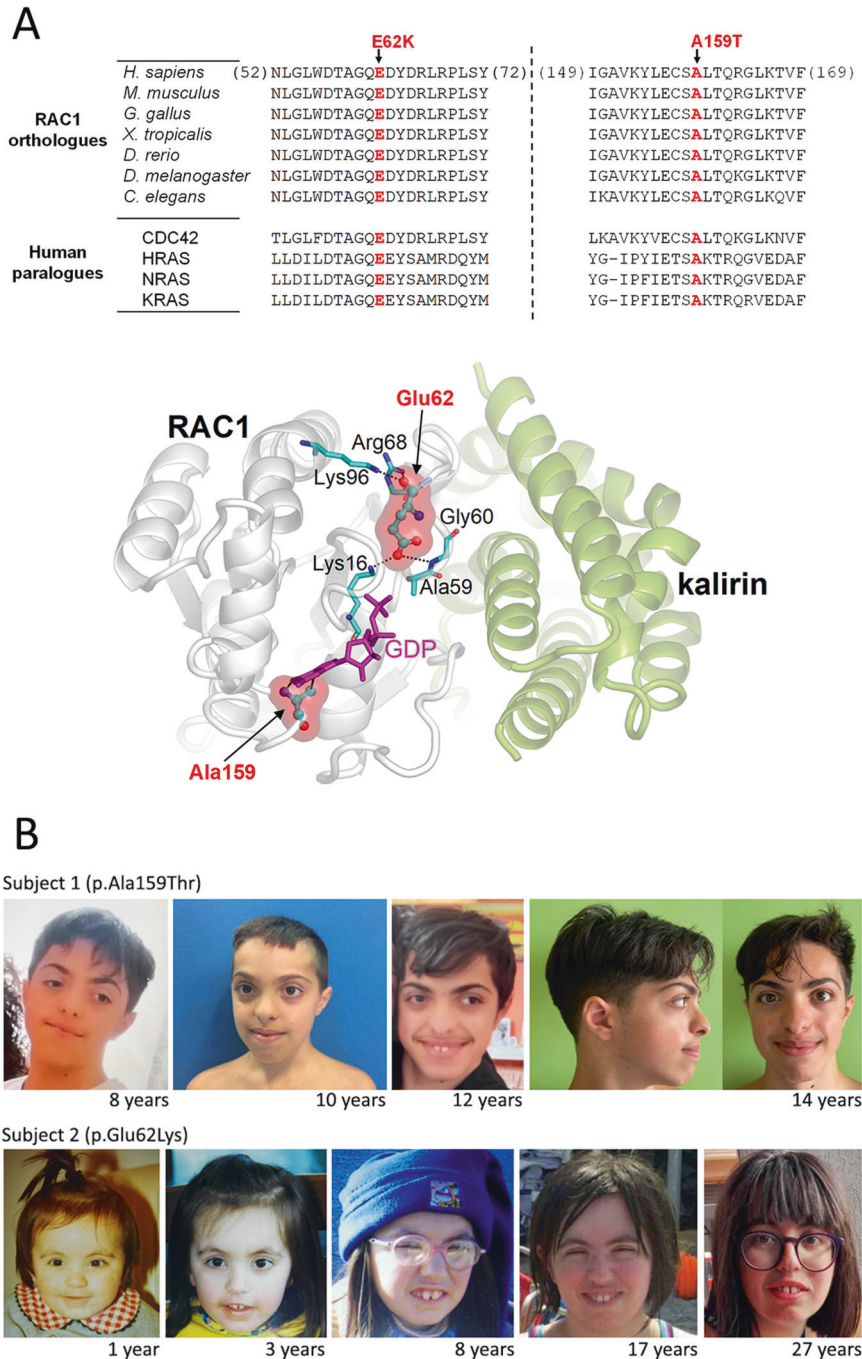 A
E62K A159T
H. sapiens (52) NLGLWDTAGQEDYDRLRPLSY (72) (149) IGAVKYLECSALTQRGLKTVF (169)
M. musculus NLGLWDTAGQEDYDRLRPLSY IGAVKYLECSALTQRGLKTVF
RAC1 orthologues
G. gallus NLGLWDTAGQEDYDRLRPLSY IGAVKYLECSALTQRGLKTVF
X. tropicalis NLGLWDTAGQEDYDRLRPLSY IGAVKYLECSALTQRGLKTVF
D. rerio NLGLWDTAGQEDYDRLRPLSY IGAVKYLECSALTQRGLKTVF
D. melanogaster NLGLWDTAGQEDYDRLRPLSY IGAVKYLECSALTQRGLKTVF
C. elegans NLGLWDTAGQEDYDRLRPLSY IKAVKYLECSALTQRGLKQVF
Human paralogues
CDC42 TLGLFDTAGQEDYDRLRPLSY LKAVKYVECSALTQKGLKNVF
HRAS LLDILDTAGQEEYSAMRDQYM YG-IPYIETSAKTRQGVEDAF
NRAS LLDILDTAGQEEYSAMRDQYM YG-IPFIETSAKTRQGVEDAF
KRAS LLDILDTAGQEEYSAMRDQYM YG-IPFIETSAKTRQRVEDAF
Glu62
RAC1
Arg68
Lys96
Gly60
Lys16
Ala59
kalirin
GDP
Ala159
B
Subject 1 (p.Ala159Thr)
8 years 10 years 12 years 14 years
Subject 2 (p.Glu62Lys)
1 year 3 years 8 years 17 years 27 years